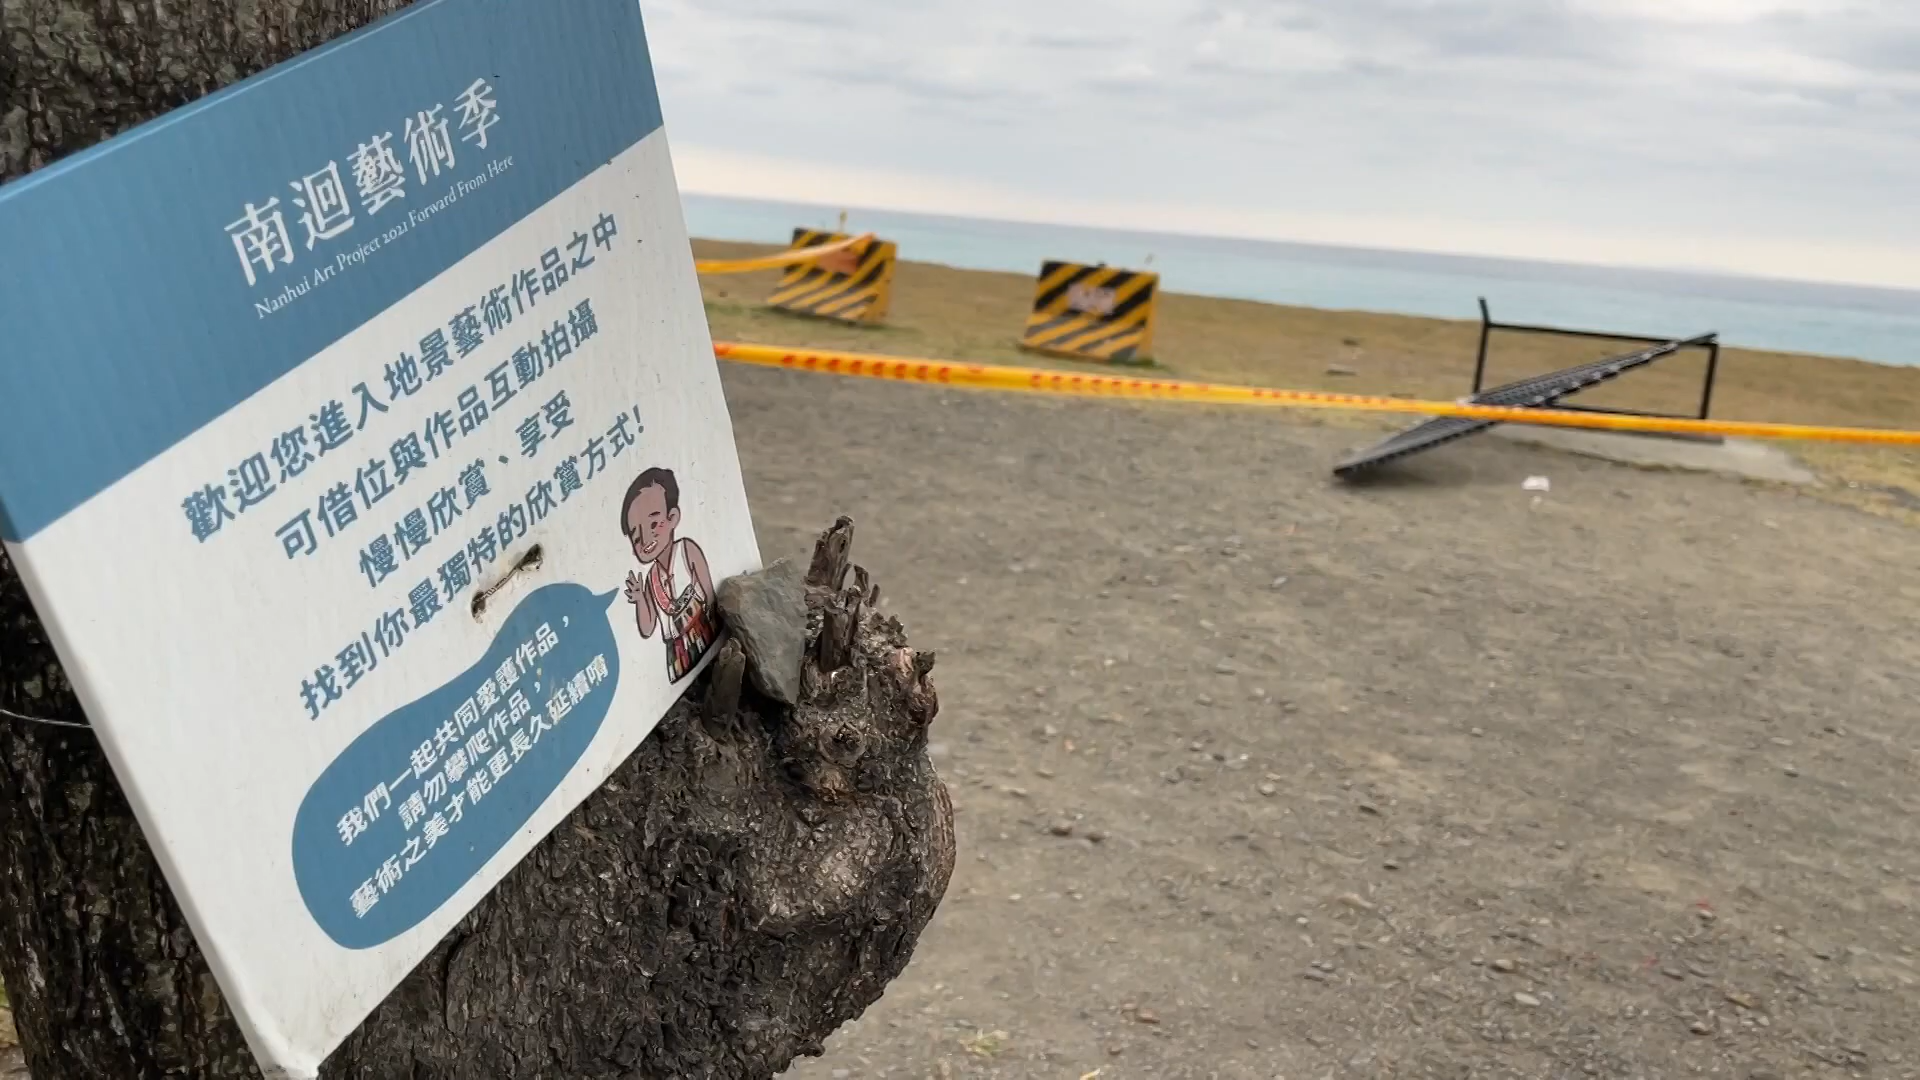 南迴藝術季
Nanhui Art Project 2021 Forward From Here
歡迎您進入地景藝術作品之中
可借位與作品互動拍攝
慢慢欣賞、享受
找到你最獨特的欣賞方式!
我們一起共同愛護作品，
請勿攀爬作品，
藝術之美才能更長久延續唷